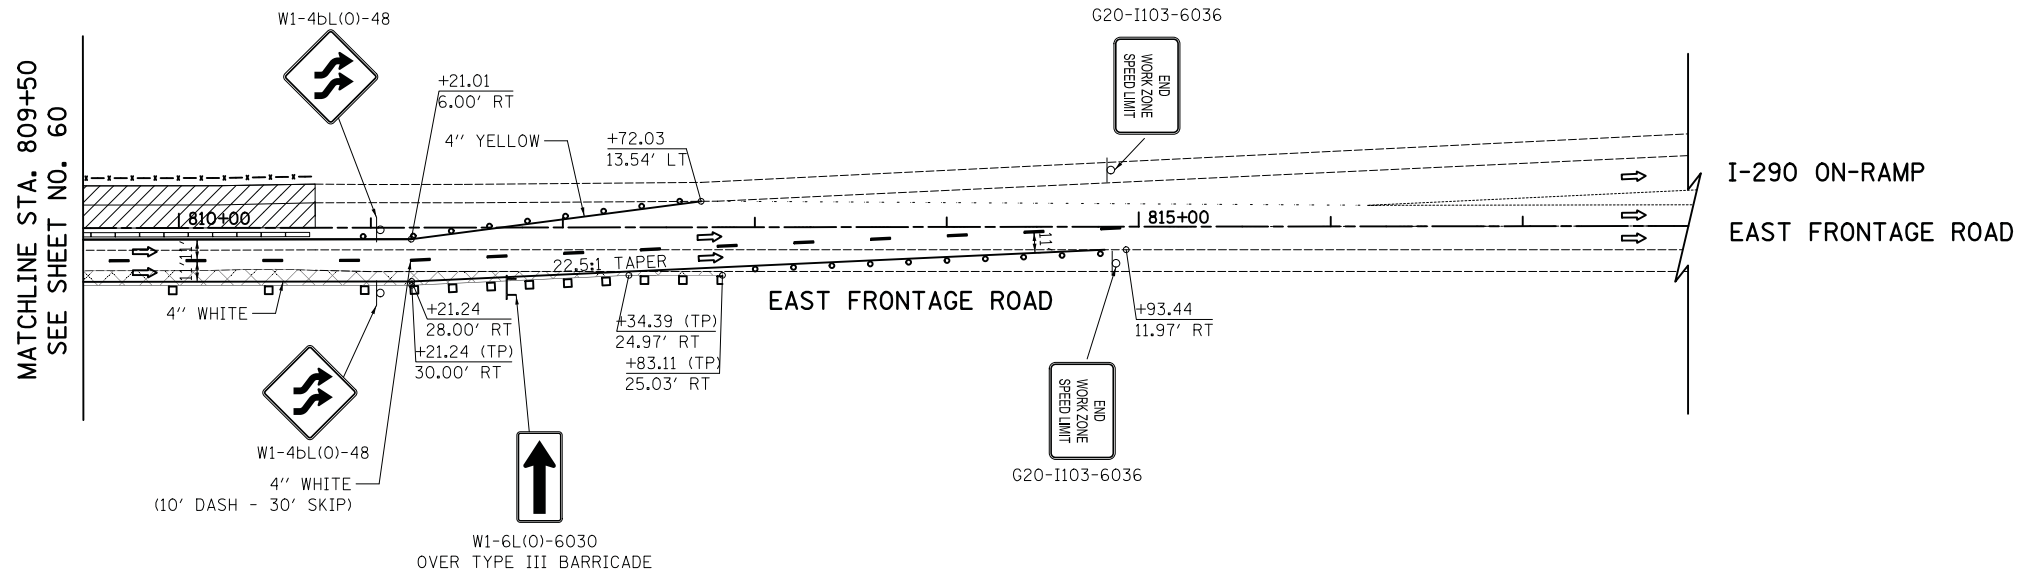 W1-4bL(O)-48
G20-I103-6036
MATCHLINE STA. 809+50
SEE SHEET NO. 60
+21.01
6.00' RT
4'' YELLOW
+72.03
13.54' LT
END
WORK ZONE
SPEED LIMIT
I-290 ON-RAMP
810+00
815+00
EAST FRONTAGE ROAD
11'
11'
11'
22.5:1 TAPER
EAST FRONTAGE ROAD
4'' WHITE
+21.24
28.00' RT
+21.24 (TP)
30.00' RT
+34.39 (TP)
24.97' RT
+83.11 (TP)
25.03' RT
+93.44
11.97' RT
END
WORK ZONE
SPEED LIMIT
W1-4bL(O)-48
4'' WHITE
(10' DASH - 30' SKIP)
G20-I103-6036
W1-6L(O)-6030
OVER TYPE III BARRICADE